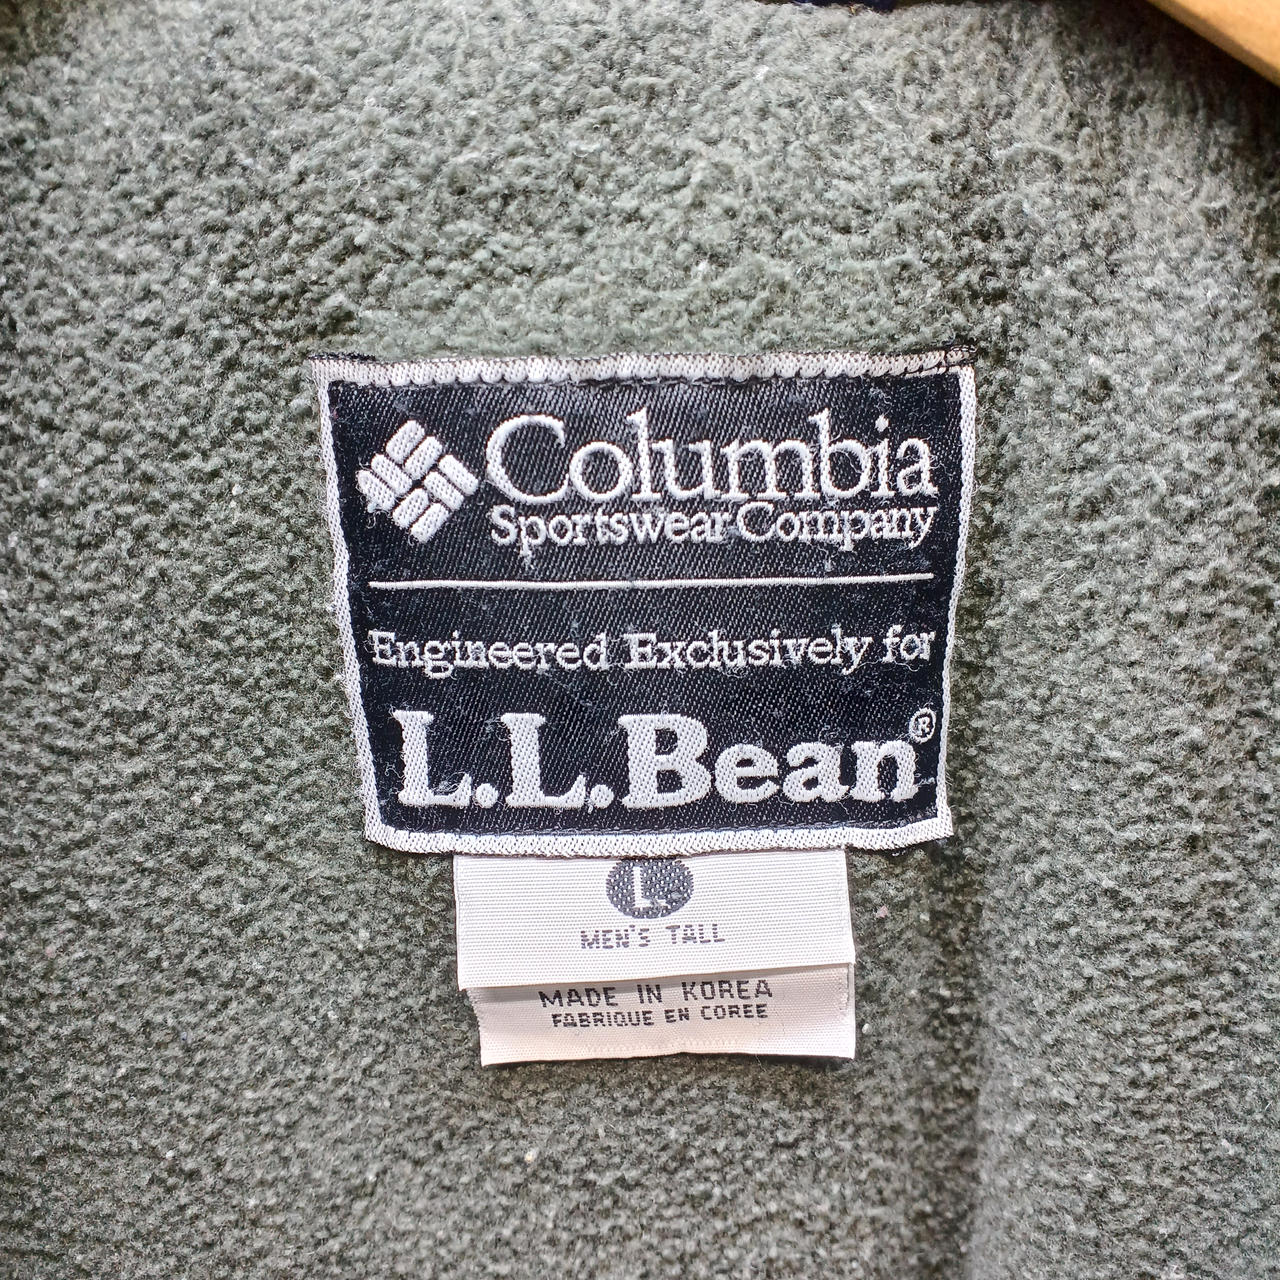 Columbia
Sportswear Company
Engineered Exclusively for
L.L.Bean®
L
MEN'S TALL
MADE IN KOREA
FABRIQUE EN COREE